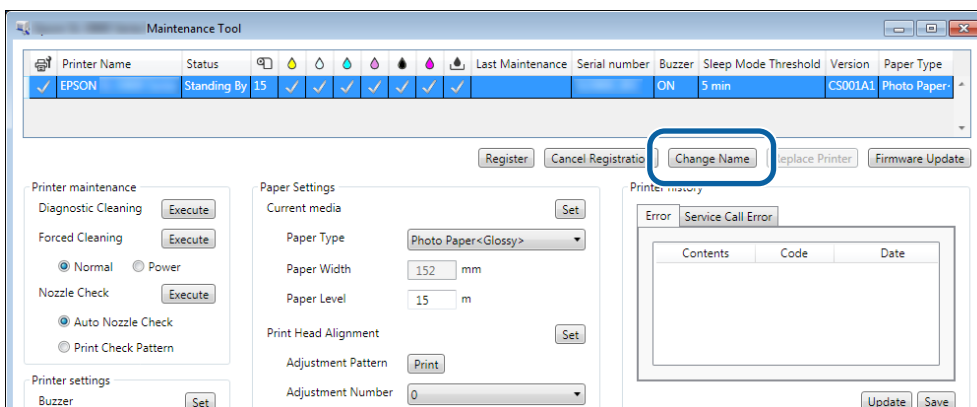 Maintenance Tool
Printer Name Status Last Maintenance Serial number Buzzer Sleep Mode Threshold Version Paper Type
EPSON Standing By 15 ON 5 min CS001A1 Photo Paper-
Register Cancel Registratio Change Name eplace Printer Firmware Update
Printer maintenance
Diagnostic Cleaning Execute
Forced Cleaning Execute
Normal Power
Nozzle Check Execute
Auto Nozzle Check
Print Check Pattern
Printer settings
Buzzer Set
Paper Settings
Current media Set
Paper Type Photo Paper<Glossy>
Paper Width 152 mm
Paper Level 15 m
Print Head Alignment Set
Adjustment Pattern Print
Adjustment Number 0
Printer history
Error Service Call Error
Contents Code Date
Update Save